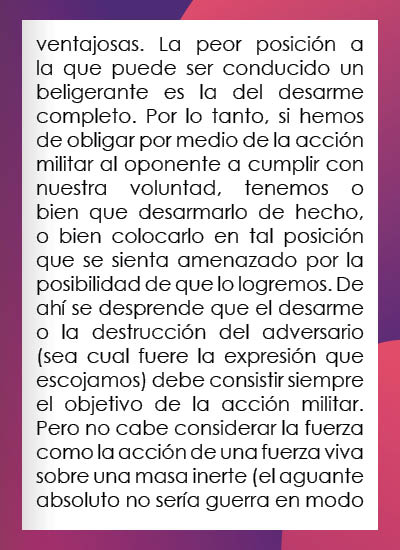 ventajosas. La peor posición a
la que puede ser conducido un
beligerante es la del desarme
completo. Por lo tanto, si hemos
de obligar por medio de la acción
militar al oponente a cumplir con
nuestra voluntad, tenemos o
bien que desarmarlo de hecho,
o bien colocarlo en tal posición
que se sienta amenazado por la
posibilidad de que lo logremos. De
ahí se desprende que el desarme
o la destrucción del adversario
(sea cual fuere la expresión que
escojamos) debe consistir siempre
el objetivo de la acción militar.
Pero no cabe considerar la fuerza
como la acción de una fuerza viva
sobre una masa inerte (el aguante
absoluto no sería guerra en modo